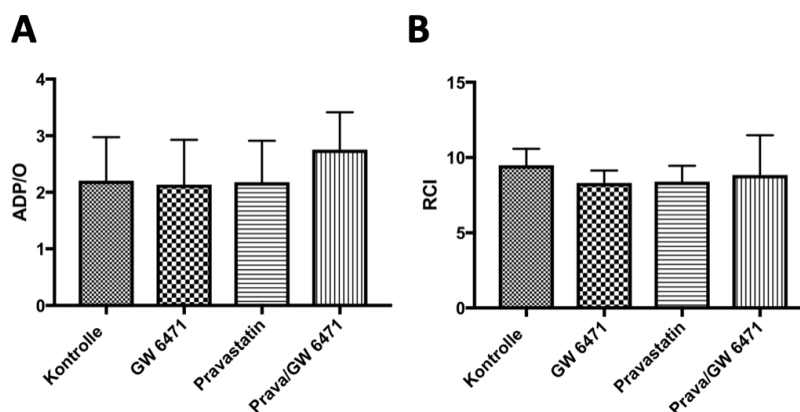 A
ADP/O
4
3
2
1
0
Kontrolle
GW 6471
Pravastatin
Prava/GW 6471
B
RCI
15
10
5
0
Kontrolle
GW 6471
Pravastatin
Prava/GW 6471